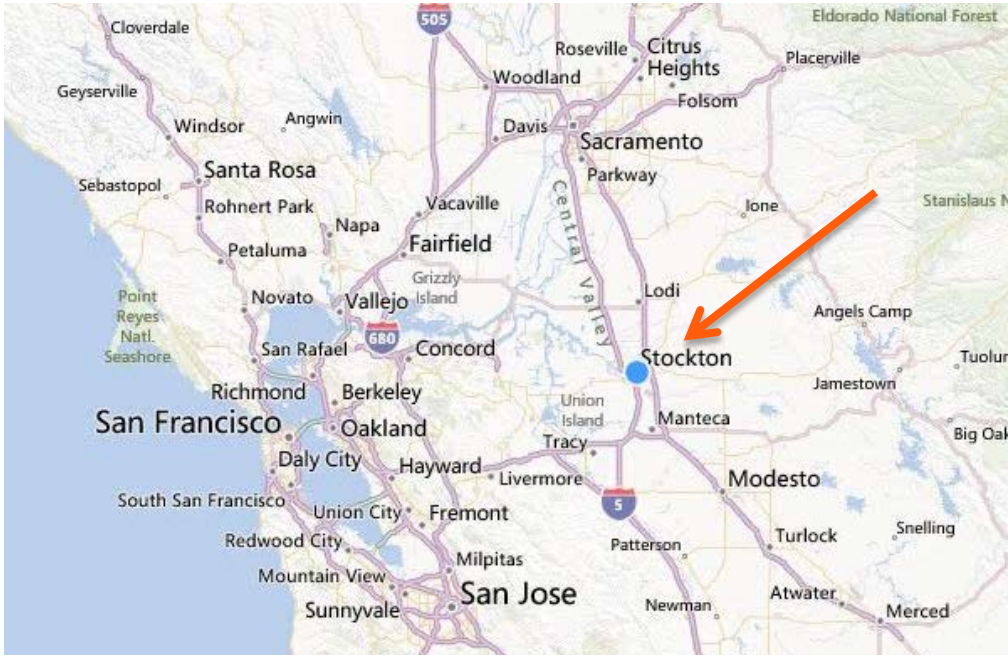 505
Eldorado National Forest
Cloverdale
Roseville
Citrus
Heights
Placerville
Woodland
Geyserville
Folsom
Angwin
Windsor
Davis
Sacramento
Santa Rosa
Parkway
Sebastopol
Vacaville
Ione
Stanislaus N
Rohnert Park
Napa
Central Valley
Petaluma
Fairfield
Grizzly
Island
Point
Reyes
Natl.
Seashore
Novato
Vallejo
Lodi
Angels Camp
680
San Rafael
Concord
Stockton
Tuolur
Richmond
Berkeley
Jamestown
Union
Island
San Francisco
Oakland
Manteca
Big Oak
Tracy
Daly City
Hayward
Livermore
Modesto
South San Francisco
Union City
5
Fremont
Snelling
Redwood City
Patterson
Turlock
Milpitas
Mountain View
San Jose
Atwater
Sunnyvale
Newman
Merced